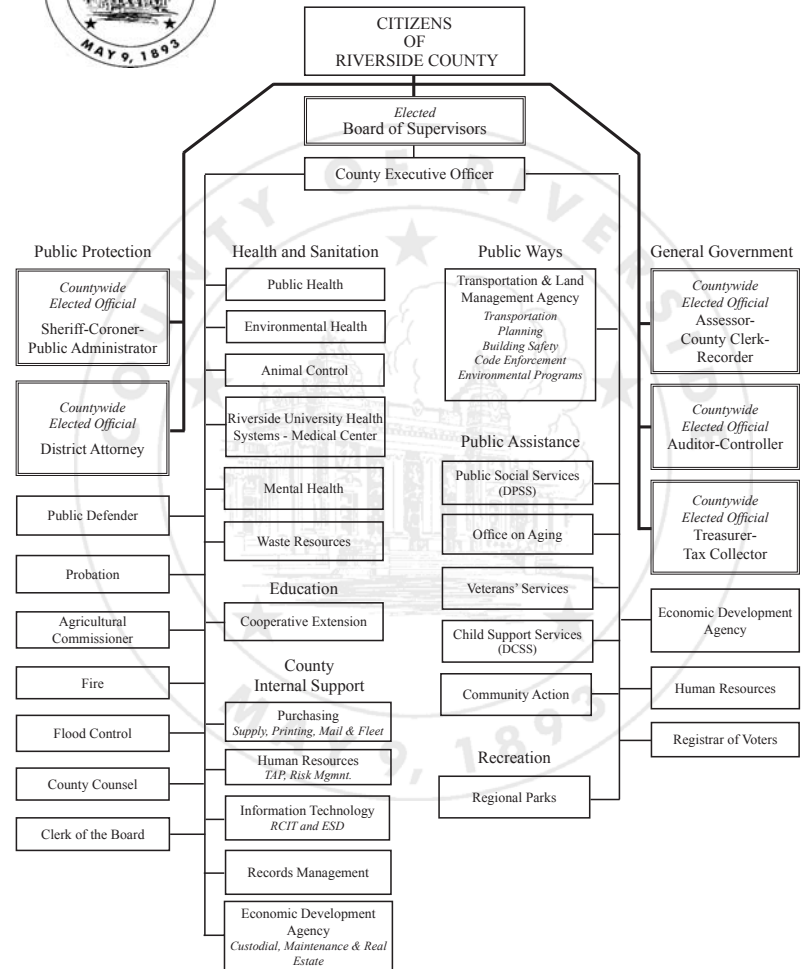 MAY 9, 1893
CITIZENS
OF
RIVERSIDE COUNTY
Elected
Board of Supervisors
County Executive Officer
Public Protection
Countywide
Elected Official
Sheriff-Coroner-
Public Administrator
Countywide
Elected Official
District Attorney
Public Defender
Probation
Agricultural
Commissioner
Fire
Flood Control
County Counsel
Clerk of the Board
Health and Sanitation
Public Health
Environmental Health
Animal Control
Riverside University Health
Systems - Medical Center
Mental Health
Waste Resources
Education
Cooperative Extension
County
Internal Support
Purchasing
Supply, Printing, Mail & Fleet
Human Resources
TAP, Risk Mgmnt.
Information Technology
RCIT and ESD
Records Management
Economic Development
Agency
Custodial, Maintenance & Real
Estate
Public Ways
Transportation & Land
Management Agency
Transportation
Planning
Building Safety
Code Enforcement
Environmental Programs
Public Assistance
Public Social Services
(DPSS)
Office on Aging
Veterans' Services
Child Support Services
(DCSS)
Community Action
Recreation
Regional Parks
General Government
Countywide
Elected Official
Assessor-
County Clerk-
Recorder
Countywide
Elected Official
Auditor-Controller
Countywide
Elected Official
Treasurer-
Tax Collector
Economic Development
Agency
Human Resources
Registrar of Voters
COUNTY OF RIVERSIDE
MAY 9, 1893